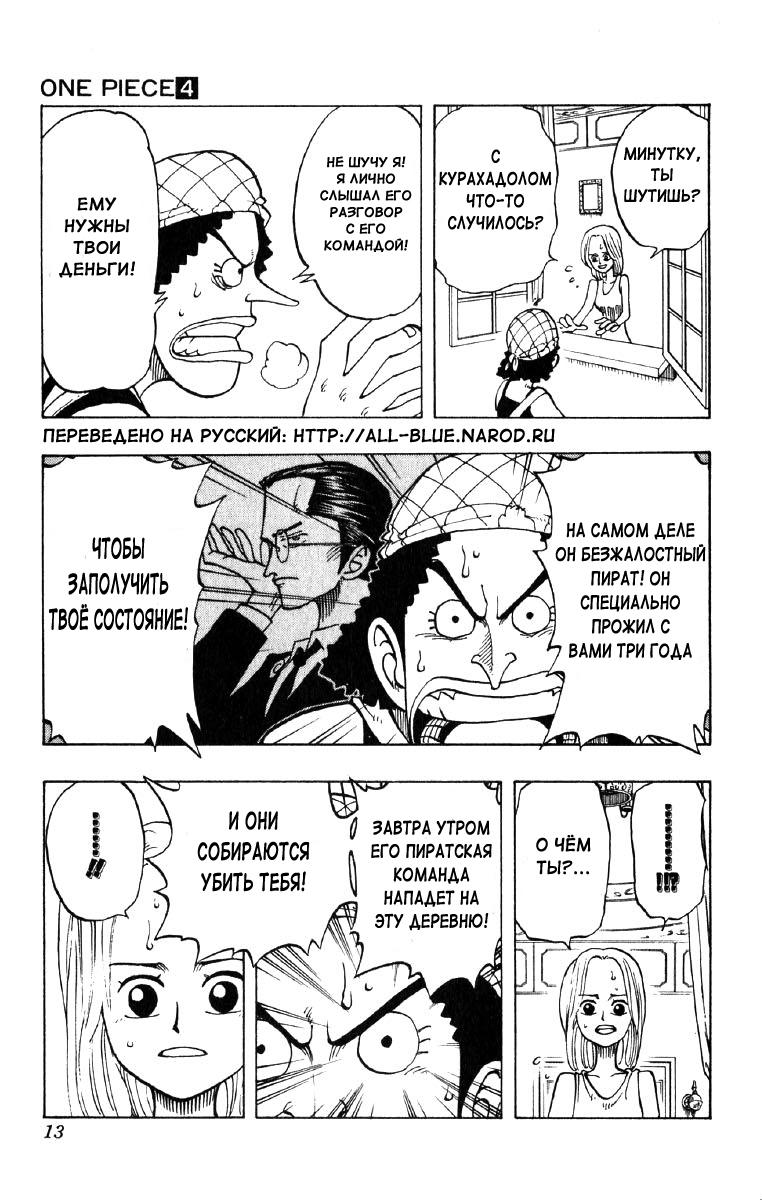 ONE PIECE 4
МИНУТКУ,
ТЫ
ШУТИШЬ?
С
КУРАХАДОЛОМ
ЧТО-ТО
СЛУЧИЛОСЬ?
НЕ ШУЧУ Я!
Я ЛИЧНО
СЛЫШАЛ ЕГО
РАЗГОВОР
С ЕГО
КОМАНДОЙ!
ЕМУ
НУЖНЫ
ТВОИ
ДЕНЬГИ!
ПЕРЕВЕДЕНО НА РУССКИЙ: HTTP://ALL-BLUE.NAROD.RU
НА САМОМ ДЕЛЕ
ОН БЕЗЖАЛОСТНЫЙ
ПИРАТ! ОН
СПЕЦИАЛЬНО
ПРОЖИЛ С
ВАМИ ТРИ ГОДА
ЧТОБЫ
ЗАПОЛУЧИТЬ
ТВОЁ СОСТОЯНИЕ!
.........!!?
О ЧЁМ
ТЫ?...
ЗАВТРА УТРОМ
ЕГО ПИРАТСКАЯ
КОМАНДА
НАПАДЕТ НА
ЭТУ ДЕРЕВНЮ!
И ОНИ
СОБИРАЮТСЯ
УБИТЬ ТЕБЯ!
.......!!
13